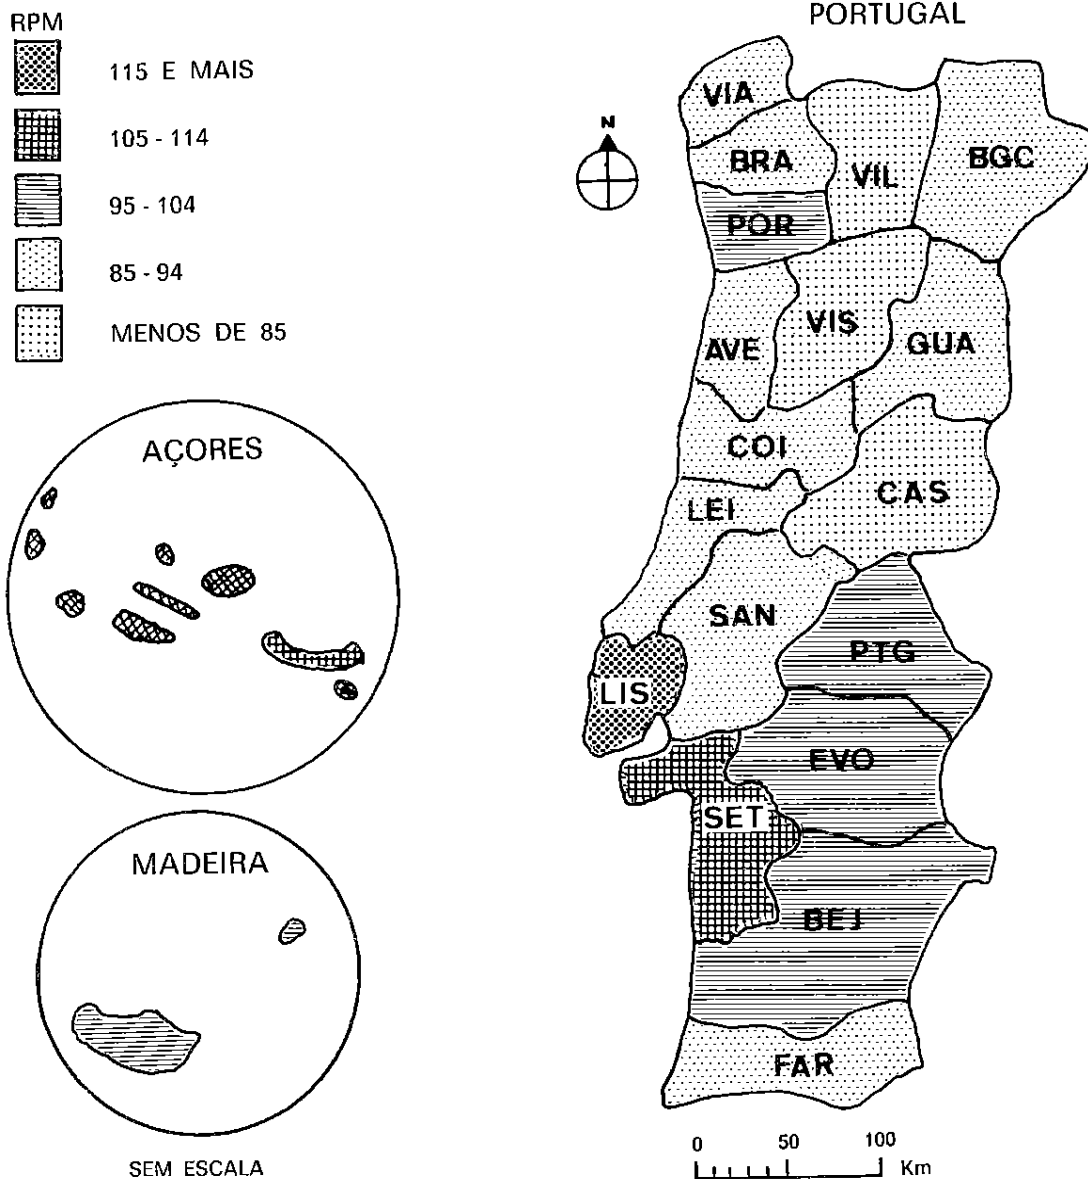 PORTUGAL
RPM
115 E MAIS
105 - 114
95 - 104
85 - 94
MENOS DE 85
N
VIA
BRA
VIL
BGC
POR
VIS
AVE
GUA
COI
CAS
LEI
SAN
PTG
LIS
EVO
SET
BEJ
FAR
AÇORES
MADEIRA
SEM ESCALA
0 50 100
Km